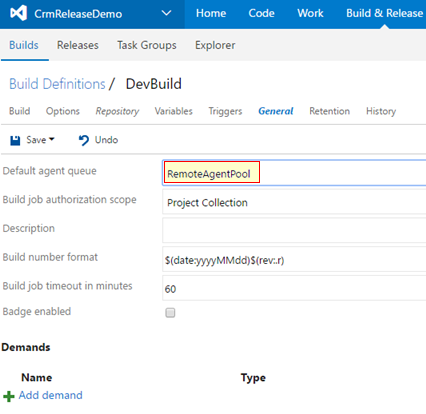 CrmReleaseDemo Home Code Work Build & Release
Builds Releases Task Groups Explorer
Build Definitions / DevBuild
Build Options Repository Variables Triggers General Retention History
Save Undo
Default agent queue RemoteAgentPool
Build job authorization scope Project Collection
Description
Build number format $(date:yyyyMMdd)$(rev:.r)
Build job timeout in minutes 60
Badge enabled
Demands
Name Type
Add demand